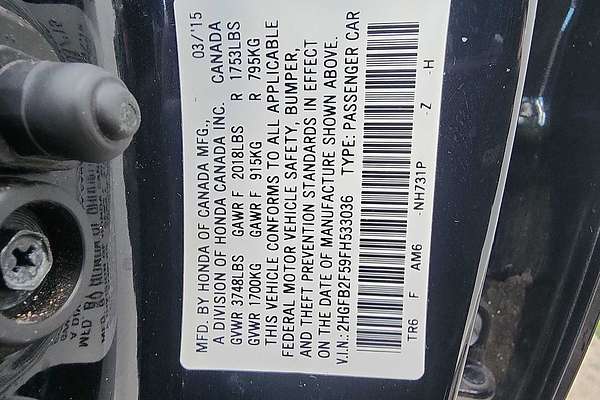 MFD. BY HONDA OF CANADA MFG., 03/'15
A DIVISION OF HONDA CANADA INC. CANADA
GVWR 3748LBS GAWR F 2018LBS R 1753LBS
GVWR 1700KG GAWR F 915KG R 795KG
THIS VEHICLE CONFORMS TO ALL APPLICABLE
FEDERAL MOTOR VEHICLE SAFETY, BUMPER,
AND THEFT PREVENTION STANDARDS IN EFFECT
ON THE DATE OF MANUFACTURE SHOWN ABOVE.
V.I.N.: 2HGFB2F59FH533036 TYPE: PASSENGER CAR
TR6 F AM6 -NH731P -Z -H